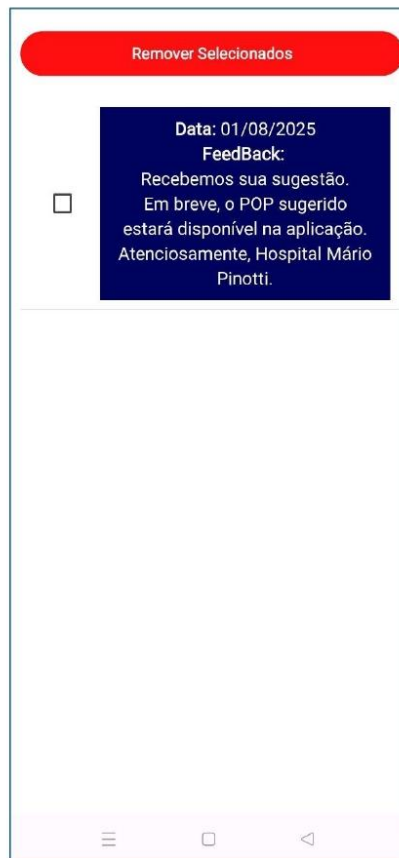 Remover Selecionados
Data: 01/08/2025
FeedBack:
Recebemos sua sugestão.
Em breve, o POP sugerido
estará disponível na aplicação.
Atenciosamente, Hospital Mário
Pinotti.